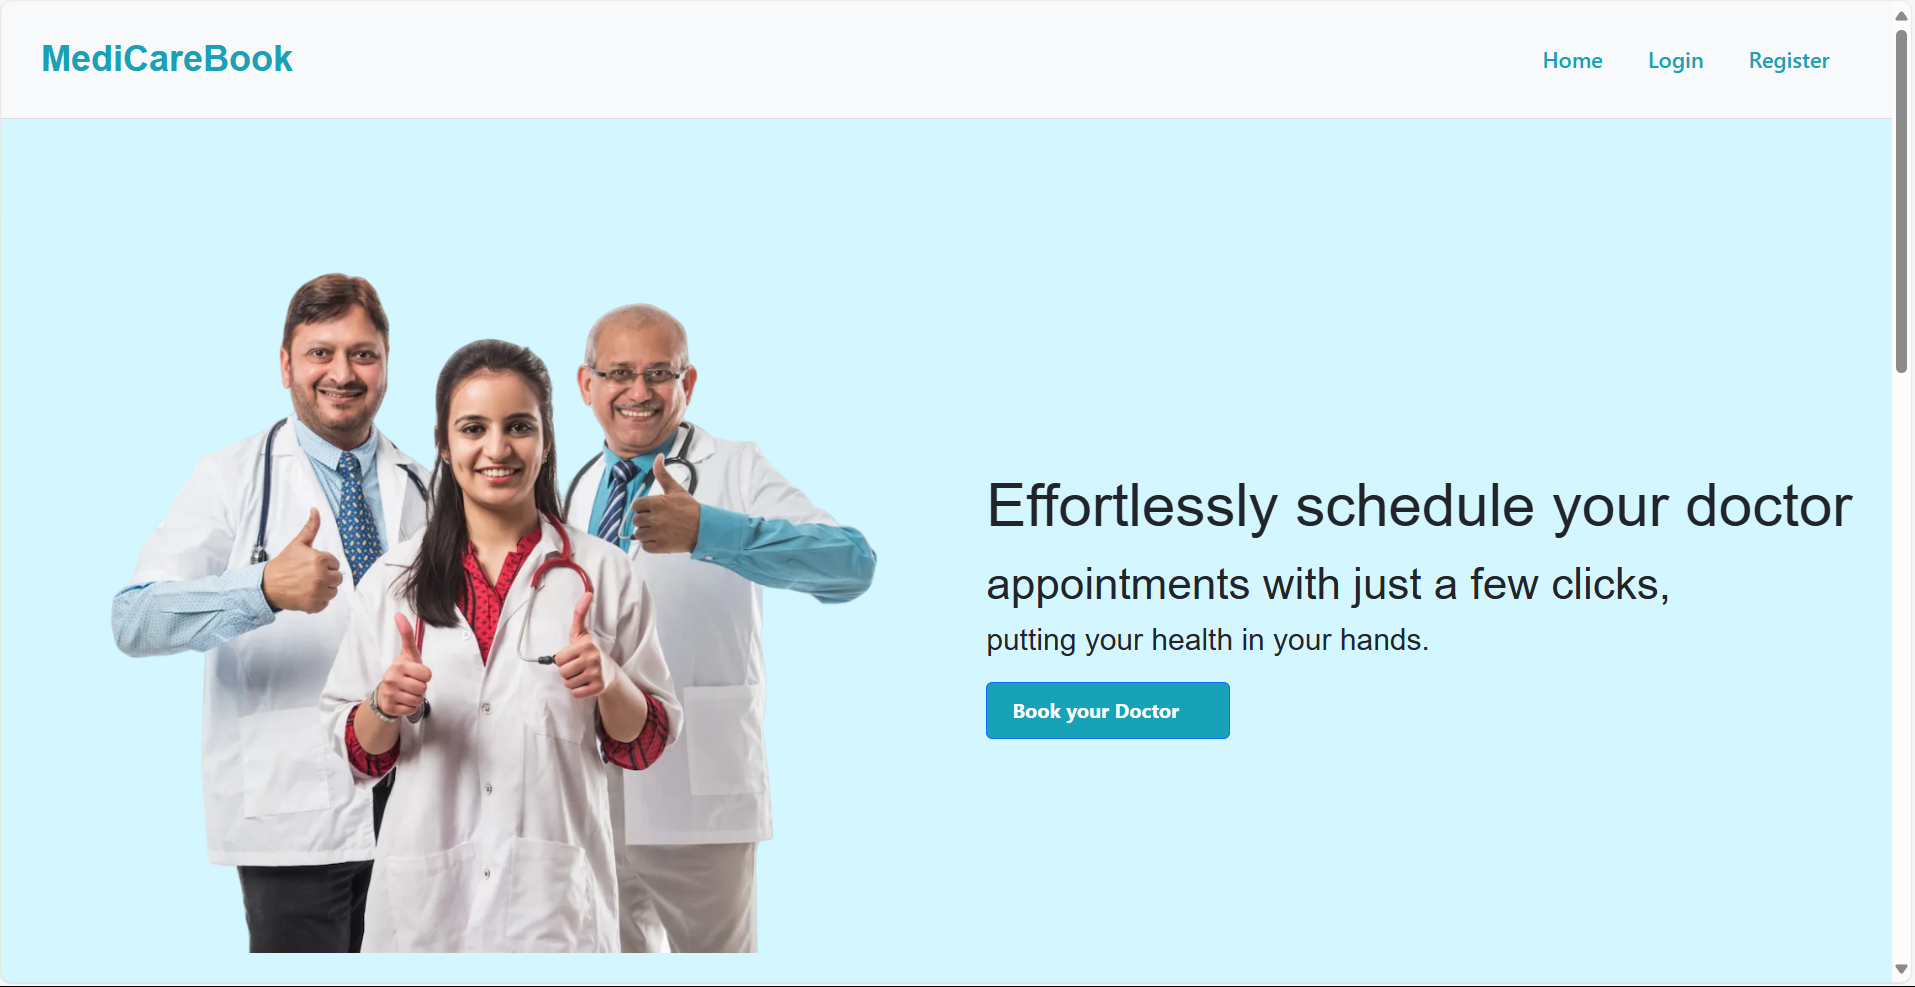 MediCareBook
Home Login Register
Effortlessly schedule your doctor
appointments with just a few clicks,
putting your health in your hands.
Book your Doctor